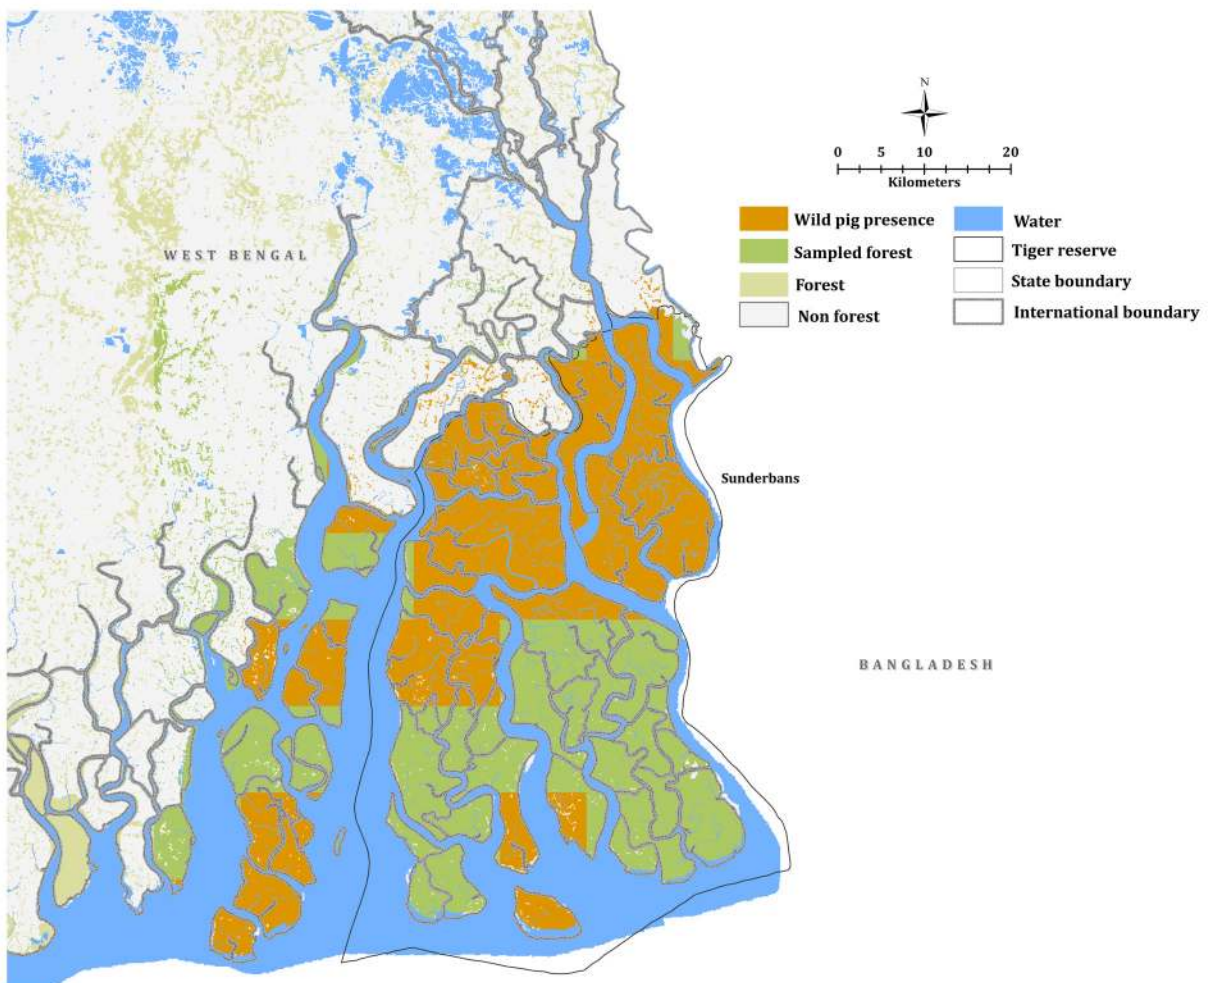 N
0 5 10 20
Kilometers
Wild pig presence
Water
Sampled forest
Tiger reserve
Forest
State boundary
Non forest
International boundary
WEST BENGAL
Sunderbans
BANGLADESH